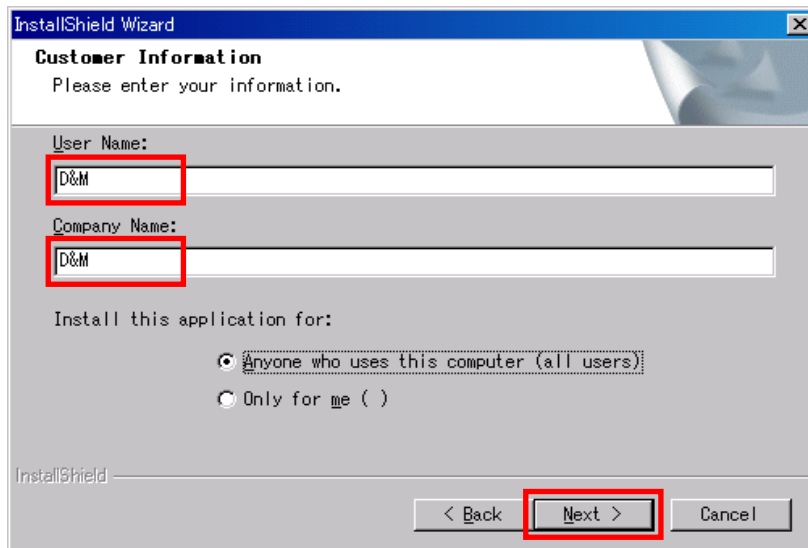 InstallShield Wizard
Customer Information
Please enter your information.
User Name:
D&M
Company Name:
D&M
Install this application for:
Anyone who uses this computer (all users)
Only for me ( )
InstallShield
< Back Next > Cancel